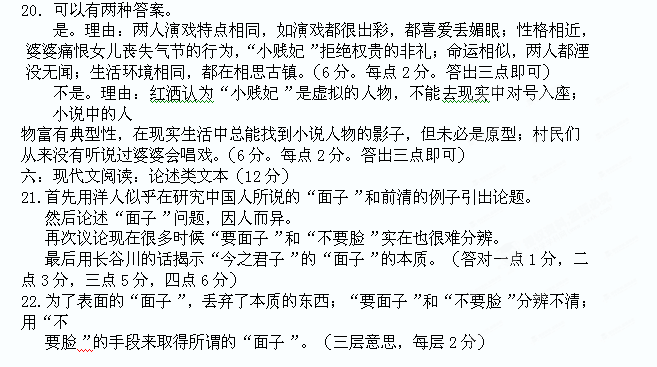 20. 可以有两种答案。
是。理由：两人演戏特点相同，如演戏都很出彩，都喜爱丢媚眼；性格相近，
婆婆痛恨女儿丧失气节的行为，“小贱妃”拒绝权贵的非礼；命运相似，两人都湮
没无闻；生活环境相同，都在相思古镇。（6分。每点2分。答出三点即可）
不是。理由：红洒认为“小贱妃”是虚拟的人物，不能去现实中对号入座；
小说中的人
物富有典型性，在现实生活中总能找到小说人物的影子，但未必是原型；村民们
从来没有听说过婆婆会唱戏。（6分。每点2分。答出三点即可）
六：现代文阅读：论述类文本（12分）
21.首先用洋人似乎在研究中国人所说的“面子”和前清的例子引出论题。
然后论述“面子”问题，因人而异。
再次议论现在很多时候“要面子”和“不要脸”实在也很难分辨。
最后用长谷川的话揭示“今之君子”的“面子”的本质。（答对一点1分，二
点3分，三点5分，四点6分）
22.为了表面的“面子”，丢弃了本质的东西；“要面子”和“不要脸”分辨不清；
用“不
要脸”的手段来取得所谓的“面子”。（三层意思，每层2分）